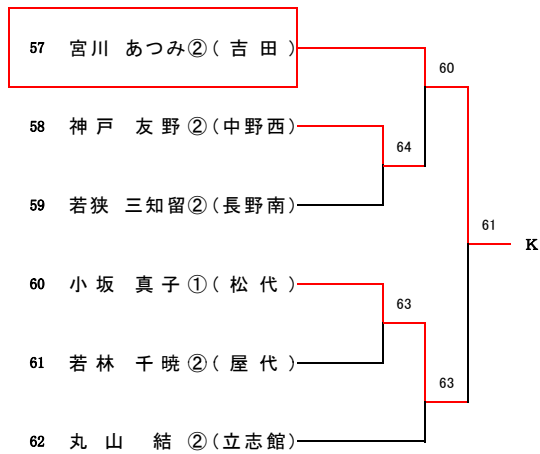 57 宮川 あつみ②(吉田)
60
58 神戸 友野②(中野西)
64
59 若狭 三知留②(長野南)
61
K
60 小坂 真子①(松代)
63
61 若林 千暁②(屋代)
63
62 丸山 結②(立志館)